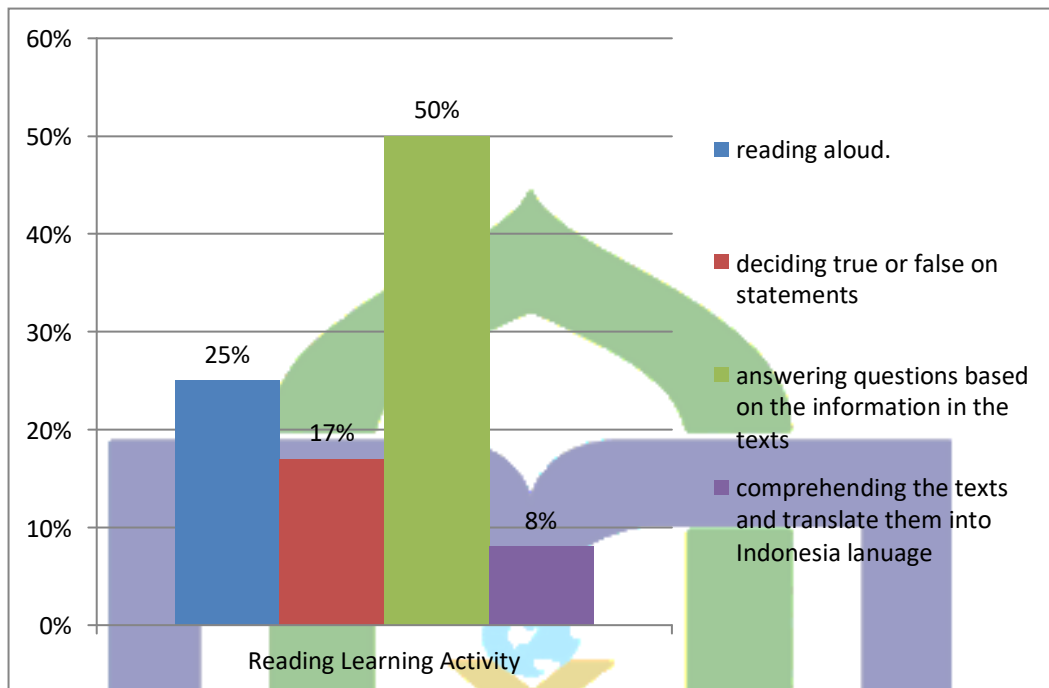 60%
50%
40%
30%
20%
10%
0%
25%
17%
50%
8%
Reading Learning Activity
reading aloud.
deciding true or false on
statements
answering questions based
on the information in the
texts
comprehending the texts
and translate them into
Indonesia lanuage